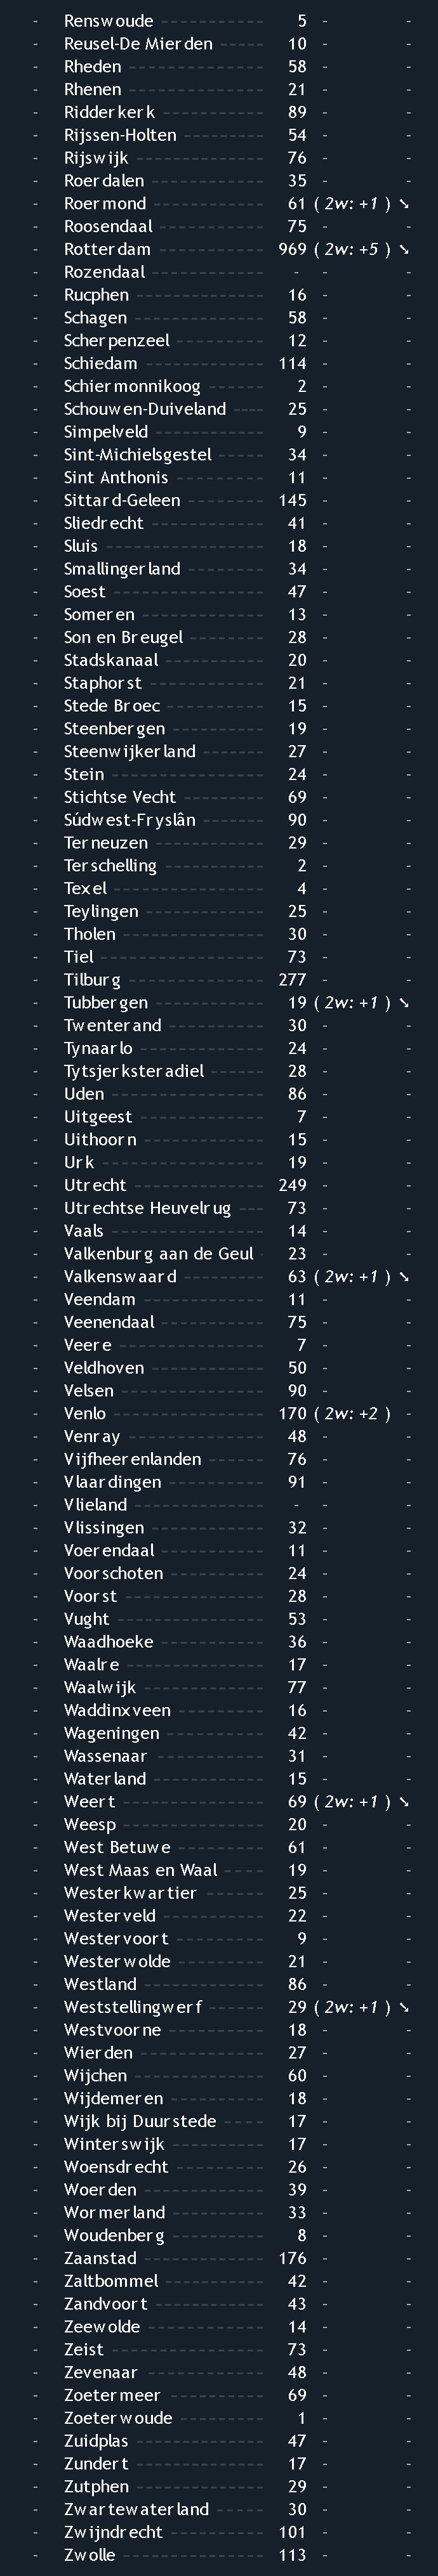 - Renswoude 5 - -
- Reusel-De Mierden 10 - -
- Rheden 58 - -
- Rhenen 21 - -
- Ridderkerk 89 - -
- Rijssen-Holten 54 - -
- Rijswijk 76 - -
- Roerdalen 35 - -
- Roermond 61 ( 2w: +1 ) ↘
- Roosendaal 75 - -
- Rotterdam 969 ( 2w: +5 ) ↘
- Rozendaal - - -
- Rucphen 16 - -
- Schagen 58 - -
- Scherpenzeel 12 - -
- Schiedam 114 - -
- Schiermonnikoog 2 - -
- Schouwen-Duiveland 25 - -
- Simpelveld 9 - -
- Sint-Michielsgestel 34 - -
- Sint Anthonis 11 - -
- Sittard-Geleen 145 - -
- Sliedrecht 41 - -
- Sluis 18 - -
- Smallingerland 34 - -
- Soest 47 - -
- Someren 13 - -
- Son en Breugel 28 - -
- Stadskanaal 20 - -
- Staphorst 21 - -
- Stede Broec 15 - -
- Steenbergen 19 - -
- Steenwijkerland 27 - -
- Stein 24 - -
- Stichtse Vecht 69 - -
- Súdwest-Fryslân 90 - -
- Terneuzen 29 - -
- Terschelling 2 - -
- Texel 4 - -
- Teylingen 25 - -
- Tholen 30 - -
- Tiel 73 - -
- Tilburg 277 - -
- Tubbergen 19 ( 2w: +1 ) ↘
- Twenterand 30 - -
- Tynaarlo 24 - -
- Tytsjerksteradiel 28 - -
- Uden 86 - -
- Uitgeest 7 - -
- Uithoorn 15 - -
- Urk 19 - -
- Utrecht 249 - -
- Utrechtse Heuvelrug 73 - -
- Vaals 14 - -
- Valkenburg aan de Geul 23 - -
- Valkenswaard 63 ( 2w: +1 ) ↘
- Veendam 11 - -
- Veenendaal 75 - -
- Veere 7 - -
- Veldhoven 50 - -
- Velsen 90 - -
- Venlo 170 ( 2w: +2 ) -
- Venray 48 - -
- Vijfheerenlanden 76 - -
- Vlaardingen 91 - -
- Vlieland - - -
- Vlissingen 32 - -
- Voerendaal 11 - -
- Voorschoten 24 - -
- Voorst 28 - -
- Vught 53 - -
- Waadhoeke 36 - -
- Waalre 17 - -
- Waalwijk 77 - -
- Waddinxveen 16 - -
- Wageningen 42 - -
- Wassenaar 31 - -
- Waterland 15 - -
- Weert 69 ( 2w: +1 ) ↘
- Weesp 20 - -
- West Betuwe 61 - -
- West Maas en Waal 19 - -
- Westerkwartier 25 - -
- Westerveld 22 - -
- Westervoort 9 - -
- Westerwolde 21 - -
- Westland 86 - -
- Weststellingwerf 29 ( 2w: +1 ) ↘
- Westvoorne 18 - -
- Wierden 27 - -
- Wijchen 60 - -
- Wijdemeren 18 - -
- Wijk bij Duurstede 17 - -
- Winterswijk 17 - -
- Woensdrecht 26 - -
- Woerden 39 - -
- Wormerland 33 - -
- Woudenberg 8 - -
- Zaanstad 176 - -
- Zaltbommel 42 - -
- Zandvoort 43 - -
- Zeewolde 14 - -
- Zeist 73 - -
- Zevenaar 48 - -
- Zoetermeer 69 - -
- Zoeterwoude 1 - -
- Zuidplas 47 - -
- Zundert 17 - -
- Zutphen 29 - -
- Zwartewaterland 30 - -
- Zwijndrecht 101 - -
- Zwolle 113 - -